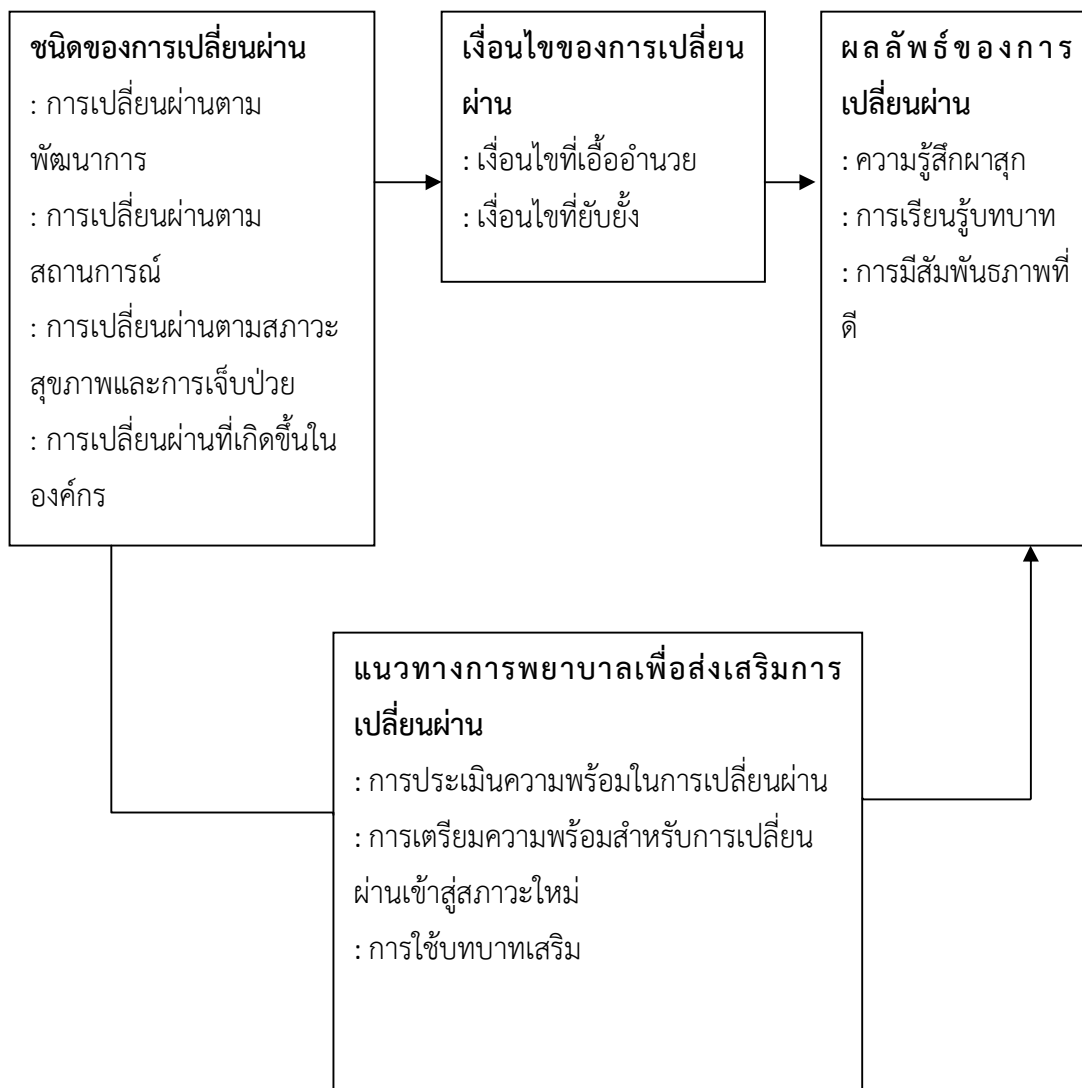 ชนิดของการเปลี่ยนผ่าน
: การเปลี่ยนผ่านตาม
พัฒนาการ
: การเปลี่ยนผ่านตาม
สถานการณ์
: การเปลี่ยนผ่านตามสภาวะ
สุขภาพและการเจ็บป่วย
: การเปลี่ยนผ่านที่เกิดขึ้นใน
องค์กร
เงื่อนไขของการเปลี่ยน
ผ่าน
: เงื่อนไขที่เอื้ออำนวย
: เงื่อนไขที่ยับยั้ง
ผลลัพธ์ของการ
เปลี่ยนผ่าน
: ความรู้สึกผาสุก
: การเรียนรู้บทบาท
: การมีสัมพันธภาพที่
ดี
แนวทางการพยาบาลเพื่อส่งเสริมการ
เปลี่ยนผ่าน
: การประเมินความพร้อมในการเปลี่ยนผ่าน
: การเตรียมความพร้อมสำหรับการเปลี่ยน
ผ่านเข้าสู่สภาวะใหม่
: การใช้บทบาทเสริม